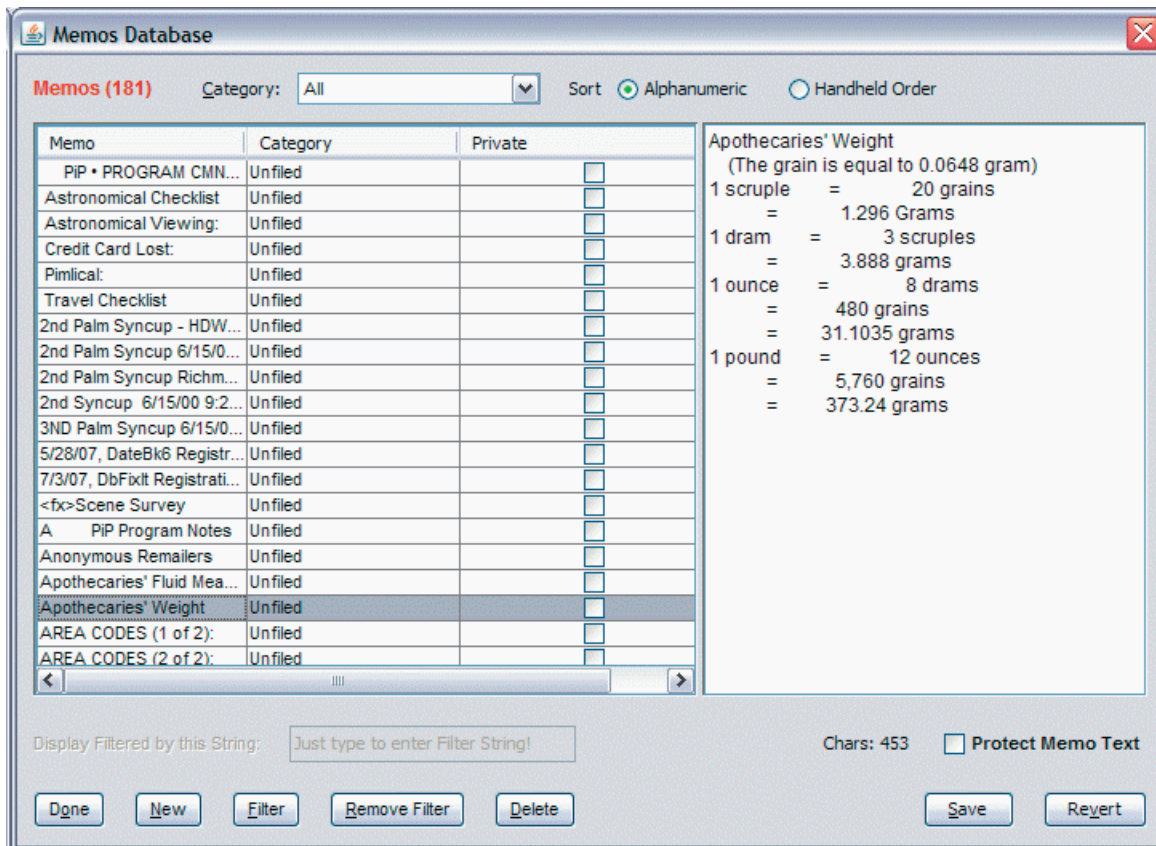 Memos Database
Memos (181) Category: All Sort Alphanumeric Handheld Order
Memo Category Private
PiP • PROGRAM CMN... Unfiled
Astronomical Checklist Unfiled
Astronomical Viewing: Unfiled
Credit Card Lost: Unfiled
Pimlical: Unfiled
Travel Checklist Unfiled
2nd Palm Syncup - HDW... Unfiled
2nd Palm Syncup 6/15/0... Unfiled
2nd Palm Syncup Richm... Unfiled
2nd Syncup 6/15/00 9:2... Unfiled
3ND Palm Syncup 6/15/0... Unfiled
5/28/07, DateBk6 Registr... Unfiled
7/3/07, DbFixIt Registrati... Unfiled
<fx>Scene Survey Unfiled
A PiP Program Notes Unfiled
Anonymous Remailers Unfiled
Apothecaries' Fluid Mea... Unfiled
Apothecaries' Weight Unfiled
AREA CODES (1 of 2): Unfiled
AREA CODES (2 of 2): Unfiled
Apothecaries' Weight
(The grain is equal to 0.0648 gram)
1 scruple = 20 grains
= 1.296 Grams
1 dram = 3 scruples
= 3.888 grams
1 ounce = 8 drams
= 480 grains
= 31.1035 grams
1 pound = 12 ounces
= 5,760 grains
= 373.24 grams
Display Filtered by this String: Just type to enter Filter String! Chars: 453 Protect Memo Text
Done New Filter Remove Filter Delete Save Revert